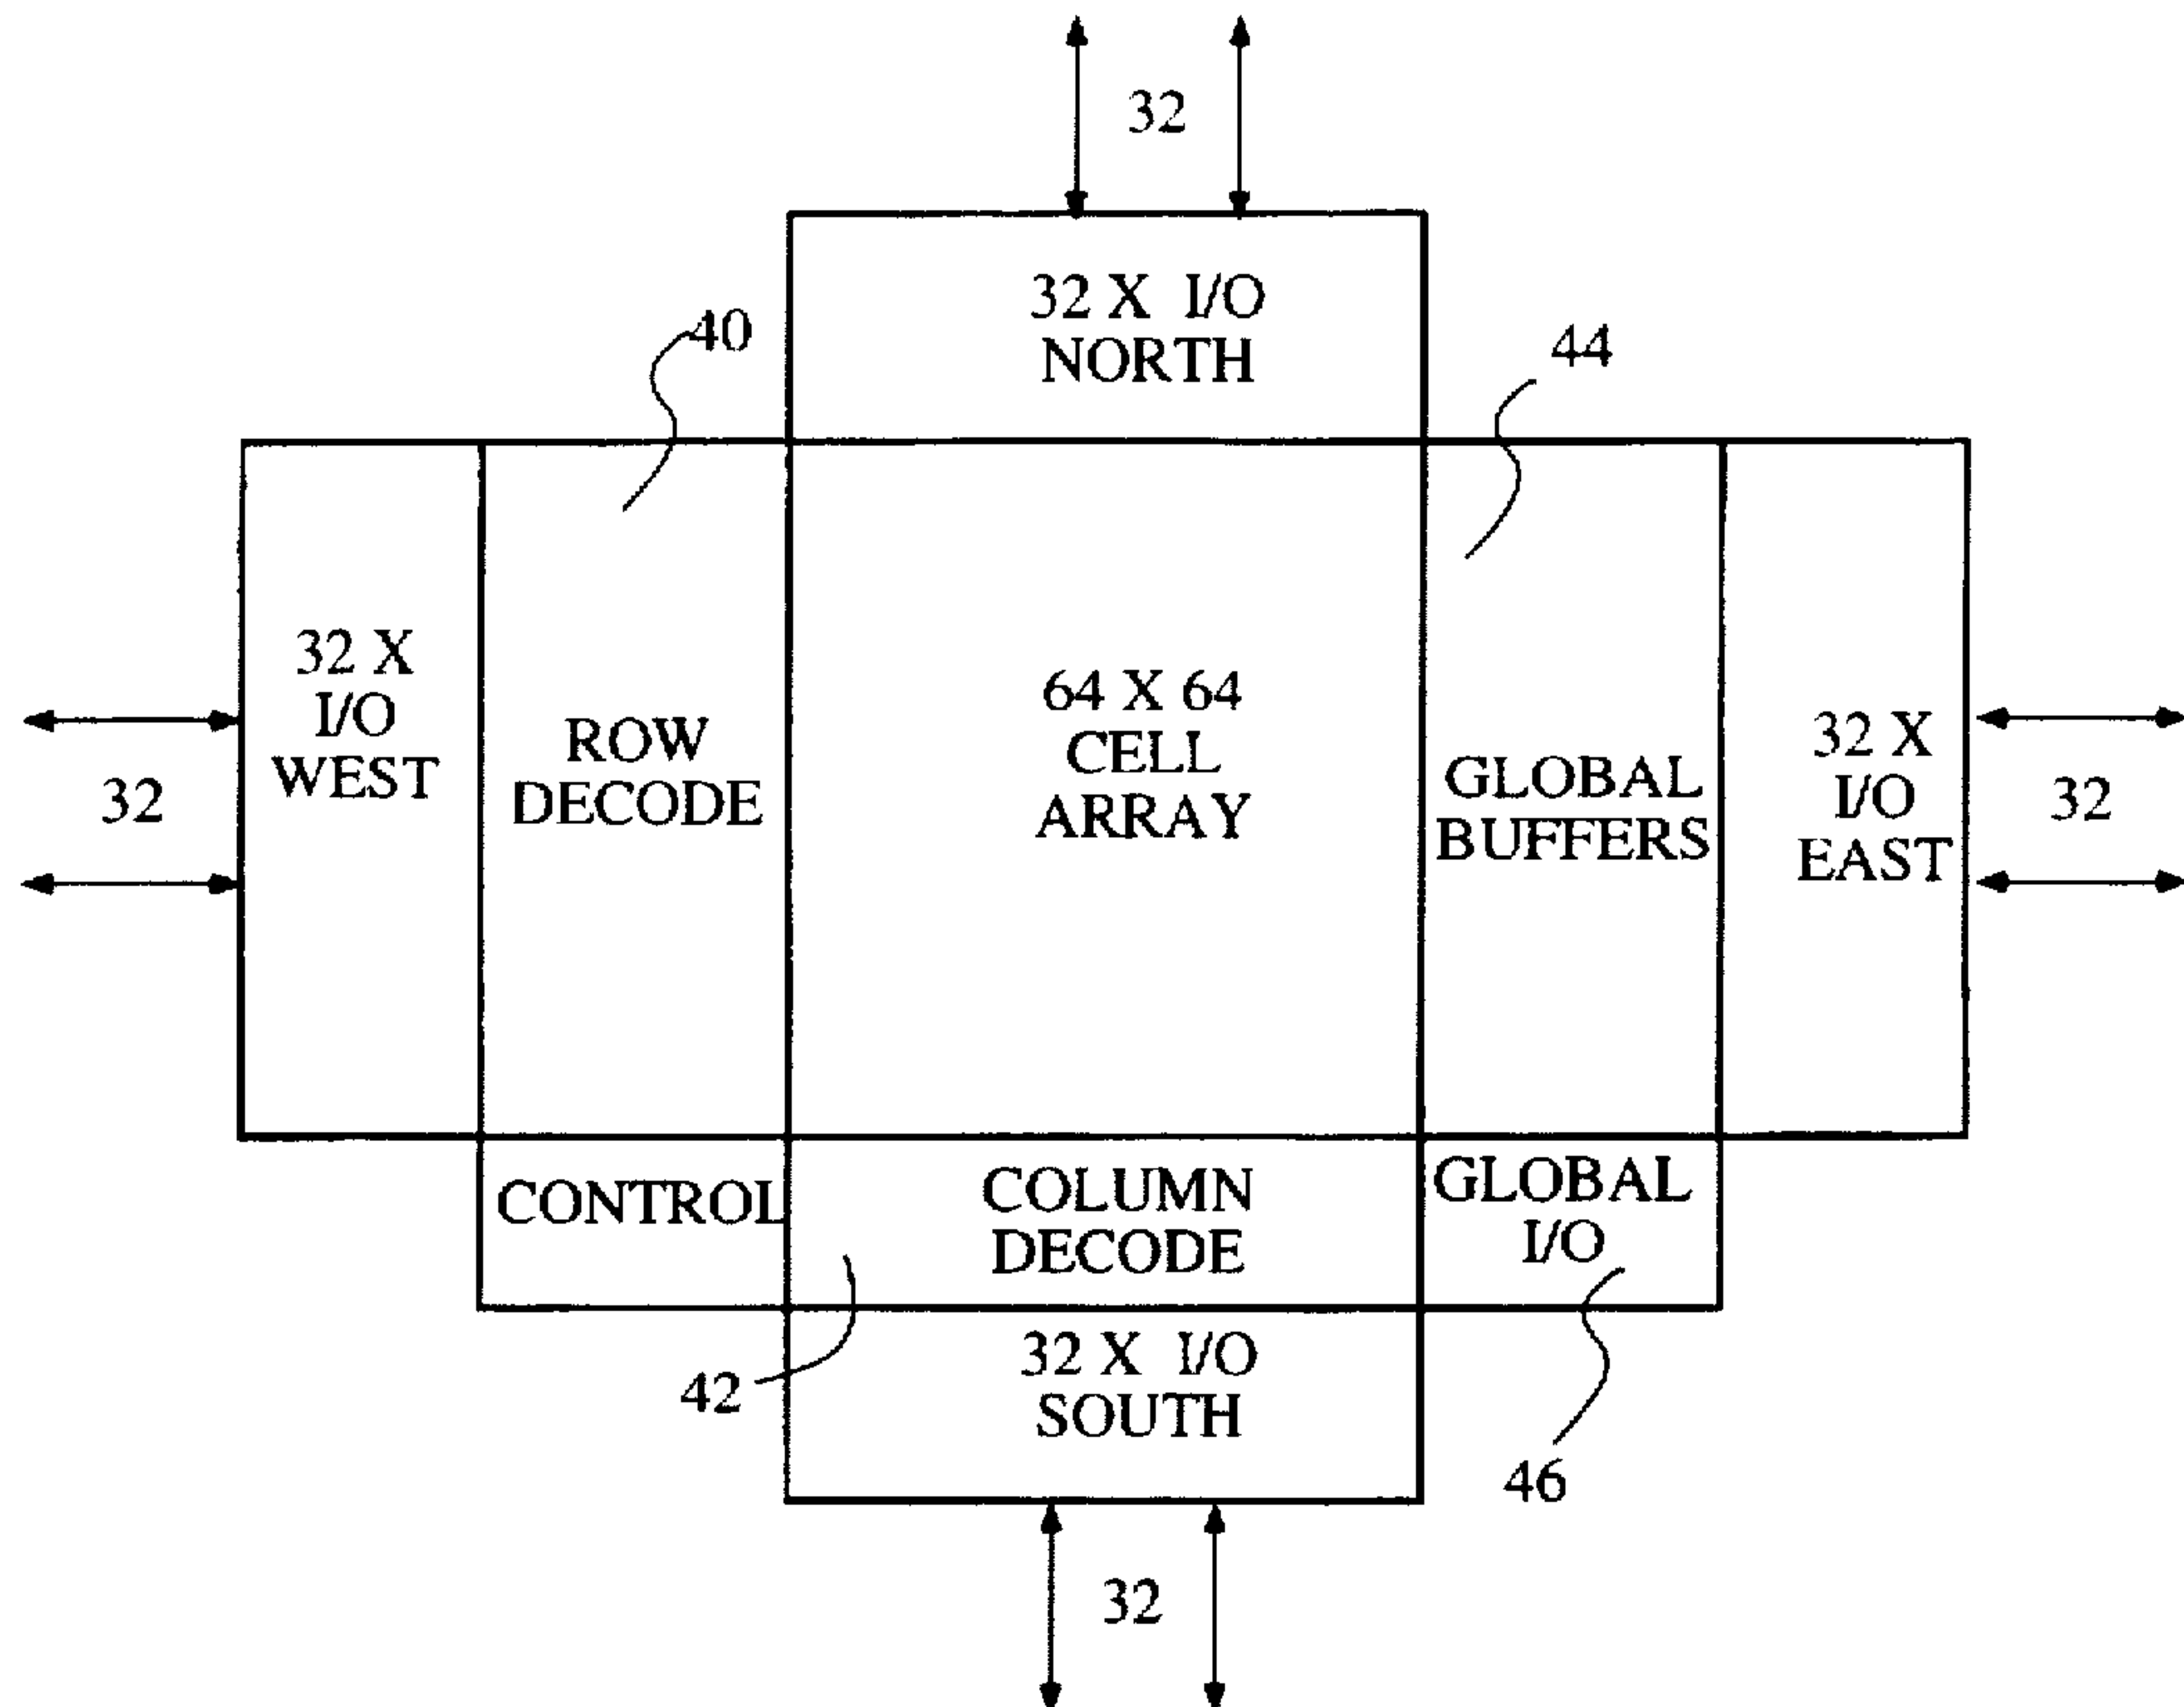 32
32 X I/O
NORTH
40
44
32 X
I/O
WEST
32
ROW
DECODE
64 X 64
CELL
ARRAY
GLOBAL
BUFFERS
32 X
I/O
EAST
32
CONTROL
COLUMN
DECODE
GLOBAL
I/O
42
32 X I/O
SOUTH
46
32